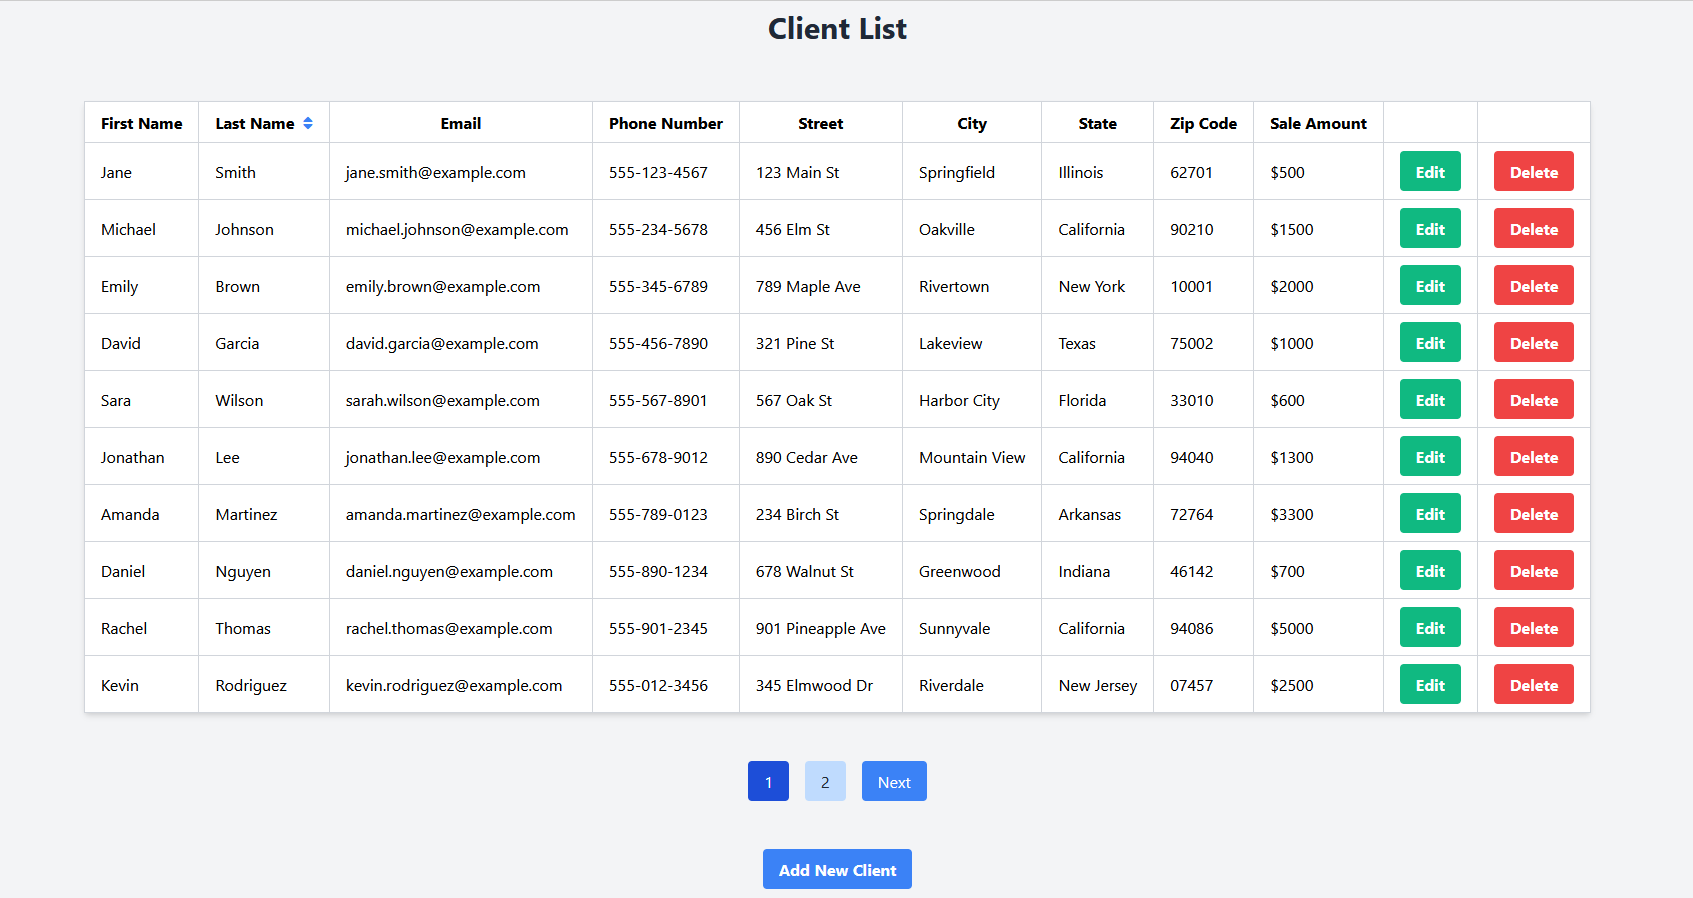 Client List
First Name Last Name Email Phone Number Street City State Zip Code Sale Amount
Jane Smith jane.smith@example.com 555-123-4567 123 Main St Springfield Illinois 62701 $500 Edit Delete
Michael Johnson michael.johnson@example.com 555-234-5678 456 Elm St Oakville California 90210 $1500 Edit Delete
Emily Brown emily.brown@example.com 555-345-6789 789 Maple Ave Rivertown New York 10001 $2000 Edit Delete
David Garcia david.garcia@example.com 555-456-7890 321 Pine St Lakeview Texas 75002 $1000 Edit Delete
Sara Wilson sarah.wilson@example.com 555-567-8901 567 Oak St Harbor City Florida 33010 $600 Edit Delete
Jonathan Lee jonathan.lee@example.com 555-678-9012 890 Cedar Ave Mountain View California 94040 $1300 Edit Delete
Amanda Martinez amanda.martinez@example.com 555-789-0123 234 Birch St Springdale Arkansas 72764 $3300 Edit Delete
Daniel Nguyen daniel.nguyen@example.com 555-890-1234 678 Walnut St Greenwood Indiana 46142 $700 Edit Delete
Rachel Thomas rachel.thomas@example.com 555-901-2345 901 Pineapple Ave Sunnyvale California 94086 $5000 Edit Delete
Kevin Rodriguez kevin.rodriguez@example.com 555-012-3456 345 Elmwood Dr Riverdale New Jersey 07457 $2500 Edit Delete
1 2 Next
Add New Client